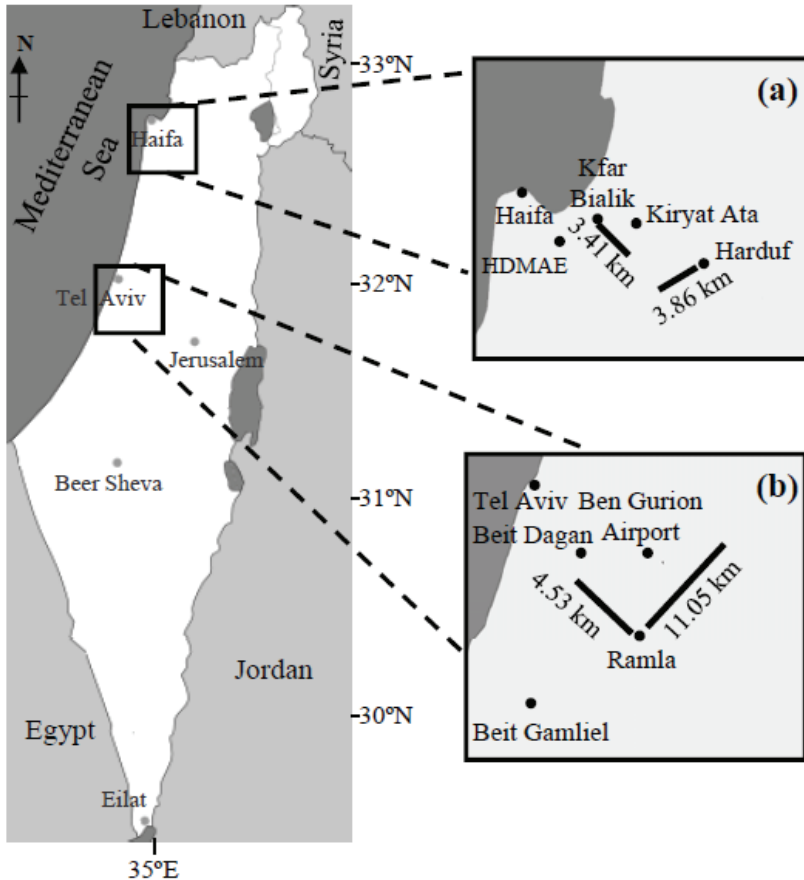 Lebanon
Syria
N
33ºN
Mediterranean
Sea
Haifa
32ºN
Tel Aviv
Jerusalem
Beer Sheva
31ºN
Jordan
30ºN
Egypt
Eilat
35ºE
(a)
Kfar
Bialik
Haifa
Kiryat Ata
HDMAE
3.41 km
Harduf
3.86 km
(b)
Tel Aviv Ben Gurion
Beit Dagan Airport
4.53 km
11.05 km
Ramla
Beit Gamliel